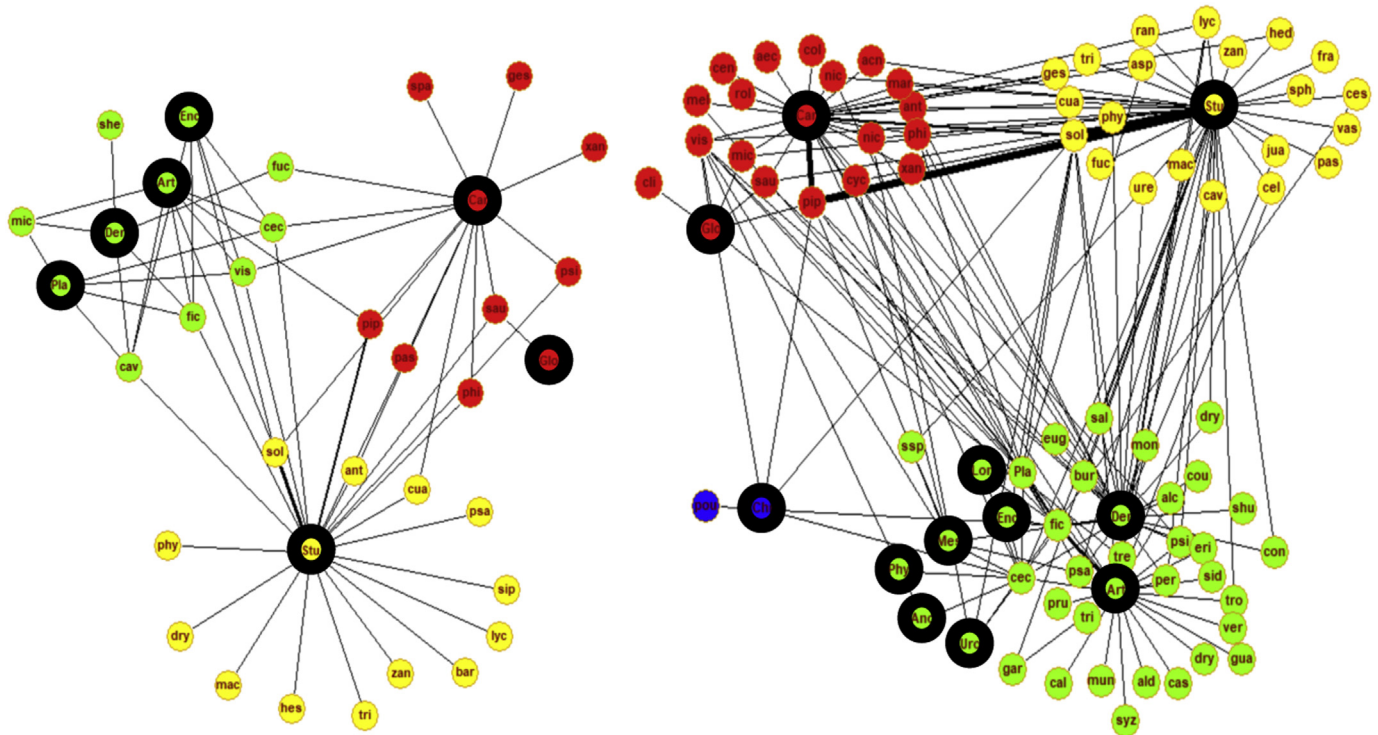 she
Enc
Art
fuc
mic
Der
cec
Pla
vis
fic
cav
spa
ges
xan
Car
psi
sau
pip
pas
Glo
phi
sol
ant
cua
psa
Stu
phy
sip
dry
lyc
zan
bar
mac
hes
tri
cen
aec
col
nic
acn
mel
rol
mar
Car
ant
vis
nic
phi
mic
sau
cyc
xan
cli
pip
Glo
ran
lyc
hed
tri
asp
zan
fra
ges
sph
ces
cua
phy
Stu
vas
sol
fuc
mac
jua
pas
ure
cav
cel
pou
Chi
ssp
eug
sal
mon
dry
Lor
Pla
bur
cou
alc
shu
Enc
fic
Der
Mes
tre
psi
eri
con
Phy
cec
psa
Art
per
sid
Ano
pru
tri
tro
ver
Uro
gar
cal
mun
ald
cas
dry
gua
syz